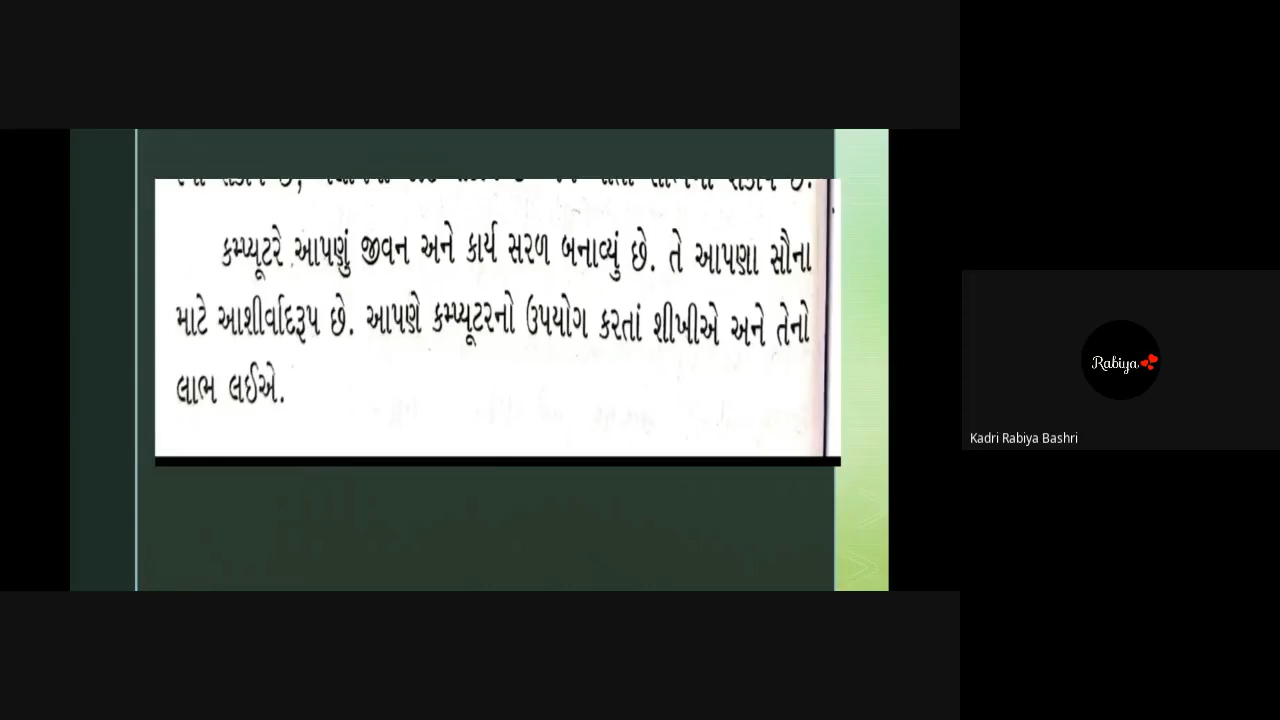 કમ્પ્યૂટરે આપણું જીવન અને કાર્ય સરળ બનાવ્યું છે. તે આપણા સૌના
માટે આશીર્વાદરૂપ છે. આપણે કમ્પ્યૂટરનો ઉપયોગ કરતાં શીખીએ અને તેનો
લાભ લઈએ.
Rabiya
Kadri Rabiya Bashri